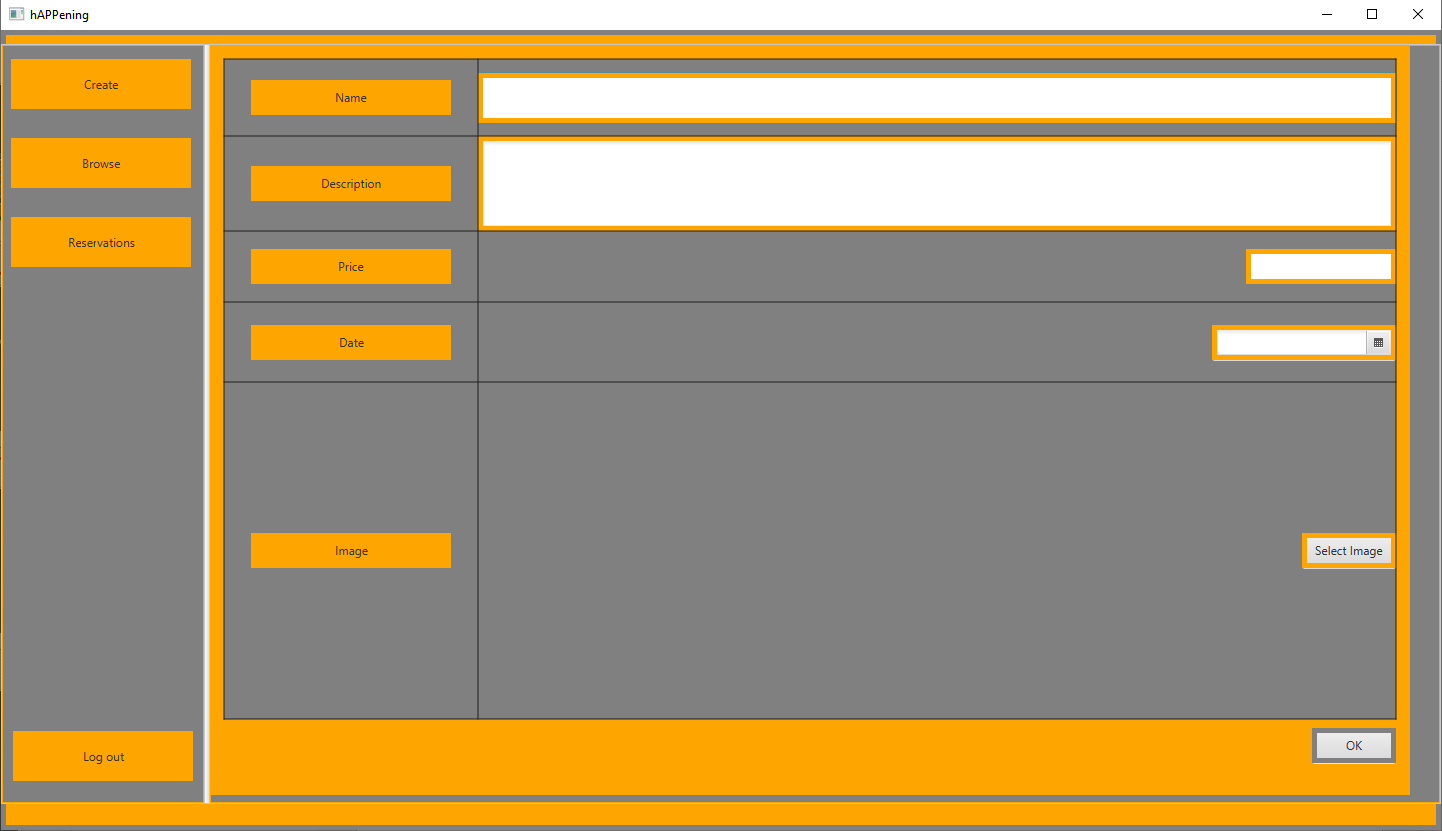 hAPPening
Create
Browse
Reservations
Log out
Name
Description
Price
Date
Image
Select Image
OK